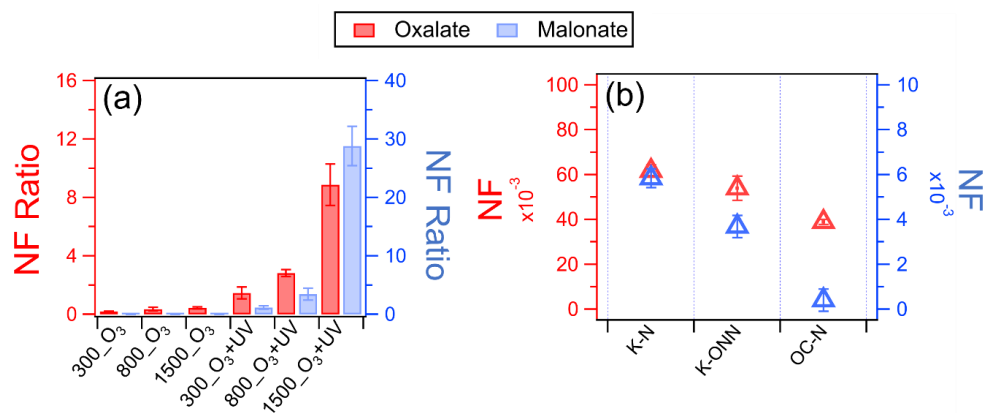 Oxalate Malonate
(a)
NF Ratio
16
12
8
4
0
40
30
20
10
0
NF Ratio
300_O3
800_O3
1500_O3
300_O3+UV
800_O3+UV
1500_O3+UV
(b)
NF
x10-3
100
80
60
40
20
0
10
8
6
4
2
0
NF
x10-3
K-N
K-ONN
OC-N